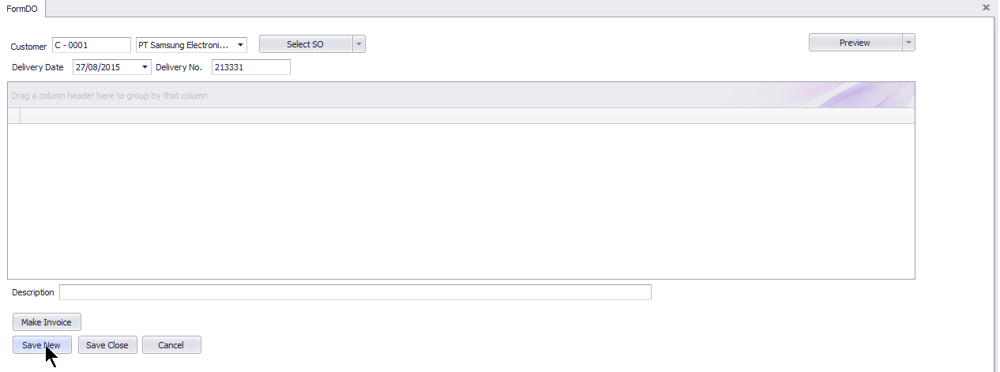 FormDO
Customer C - 0001 PT Samsung Electroni... Select SO Preview
Delivery Date 27/08/2015 Delivery No. 213331
Drag a column header here to group by that column
Description
Make Invoice
Save New Save Close Cancel